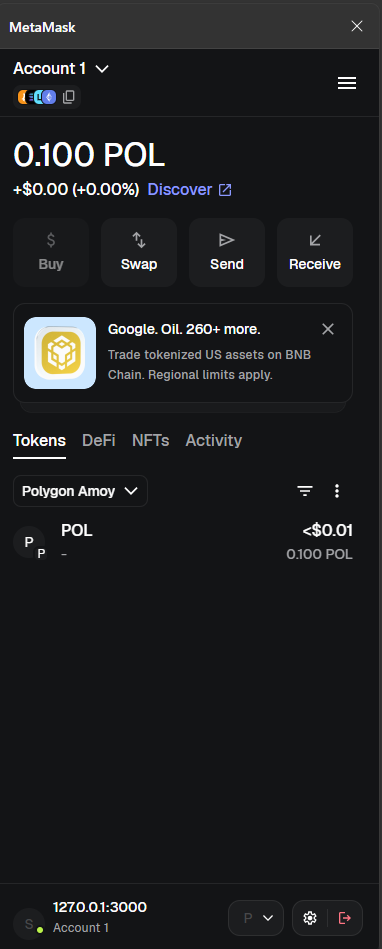 MetaMask
Account 1
0.100 POL
+$0.00 (+0.00%) Discover
$
Buy
Swap
Send
Receive
Google. Oil. 260+ more.
Trade tokenized US assets on BNB
Chain. Regional limits apply.
Tokens DeFi NFTs Activity
Polygon Amoy
P
P
POL
<$0.01
-
0.100 POL
S
127.0.0.1:3000
Account 1
P